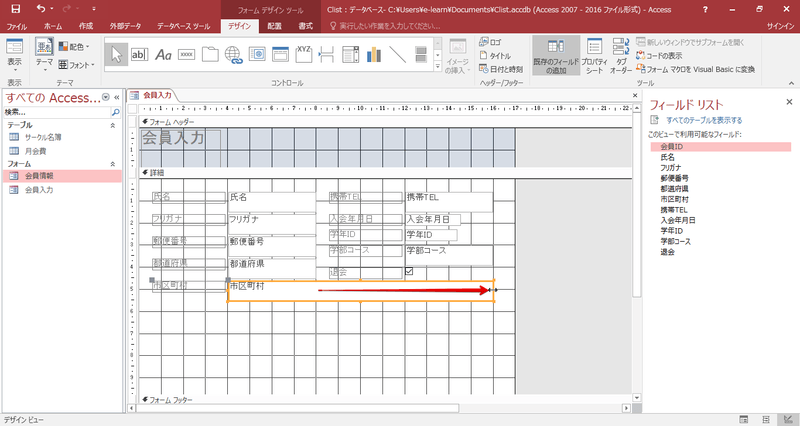 フォーム デザイン ツール
Clist : データベース- C:¥Users¥e-learn¥Documents¥Clist.accdb (Access 2007 - 2016 ファイル形式) - Access
サインイン
ファイル ホーム 作成 外部データ データベース ツール デザイン 配置 書式 実行したい作業を入力してください...
表示
テーマ
配色
フォント
ab| Aa XYZ
イメージの挿入
ロゴ
タイトル
日付と時刻
既存のフィールドの追加
プロパティ シート
タブ オーダー
新しいウィンドウでサブフォームを開く
コードの表示
フォーム マクロを Visual Basic に変換
表示 テーマ コントロール ヘッダー/フッター ツール
すべての Access...
検索...
テーブル
サークル名簿
月会費
フォーム
会員情報
会員入力
会員入力
フォーム ヘッダー
会員入力
詳細
氏名 氏名 携帯TEL 携帯TEL
フリガナ フリガナ 入会年月日 入会年月日
郵便番号 郵便番号 学年ID 学年ID
学部コース 学部コース
都道府県 都道府県 退会
市区町村 市区町村
フォーム フッター
フィールド リスト
すべてのテーブルを表示する
このビューで利用可能なフィールド:
会員ID
氏名
フリガナ
郵便番号
都道府県
市区町村
携帯TEL
入会年月日
学年ID
学部コース
退会
デザイン ビュー